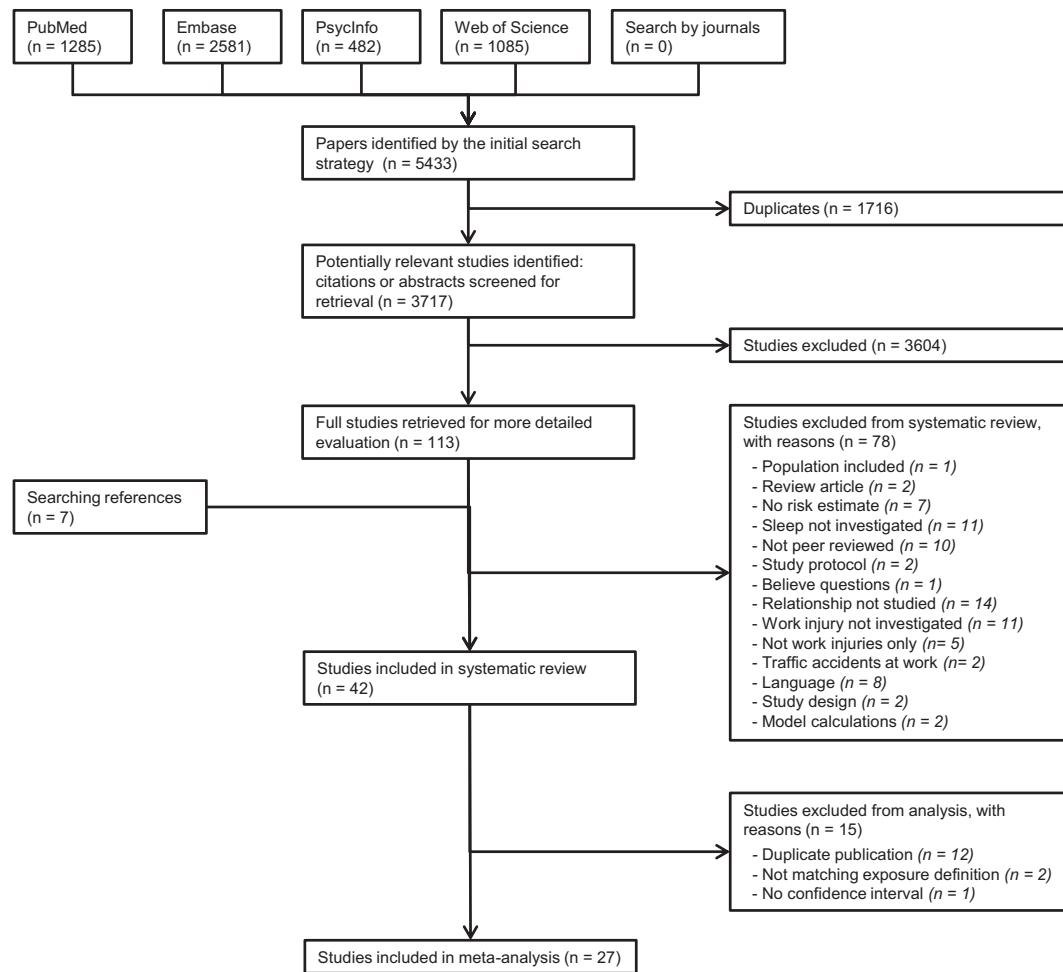 PubMed
(n = 1285)
Embase
(n = 2581)
PsycInfo
(n = 482)
Web of Science
(n = 1085)
Search by journals
(n = 0)
Papers identified by the initial search
strategy (n = 5433)
Duplicates (n = 1716)
Potentially relevant studies identified:
citations or abstracts screened for
retrieval (n = 3717)
Studies excluded (n = 3604)
Full studies retrieved for more detailed
evaluation (n = 113)
Searching references
(n = 7)
Studies excluded from systematic review,
with reasons (n = 78)
- Population included (n = 1)
- Review article (n = 2)
- No risk estimate (n = 7)
- Sleep not investigated (n = 11)
- Not peer reviewed (n = 10)
- Study protocol (n = 2)
- Believe questions (n = 1)
- Relationship not studied (n = 14)
- Work injury not investigated (n = 11)
- Not work injuries only (n= 5)
- Traffic accidents at work (n= 2)
- Language (n = 8)
- Study design (n = 2)
- Model calculations (n = 2)
Studies included in systematic review
(n = 42)
Studies excluded from analysis, with
reasons (n = 15)
- Duplicate publication (n = 12)
- Not matching exposure definition (n = 2)
- No confidence interval (n = 1)
Studies included in meta-analysis (n = 27)